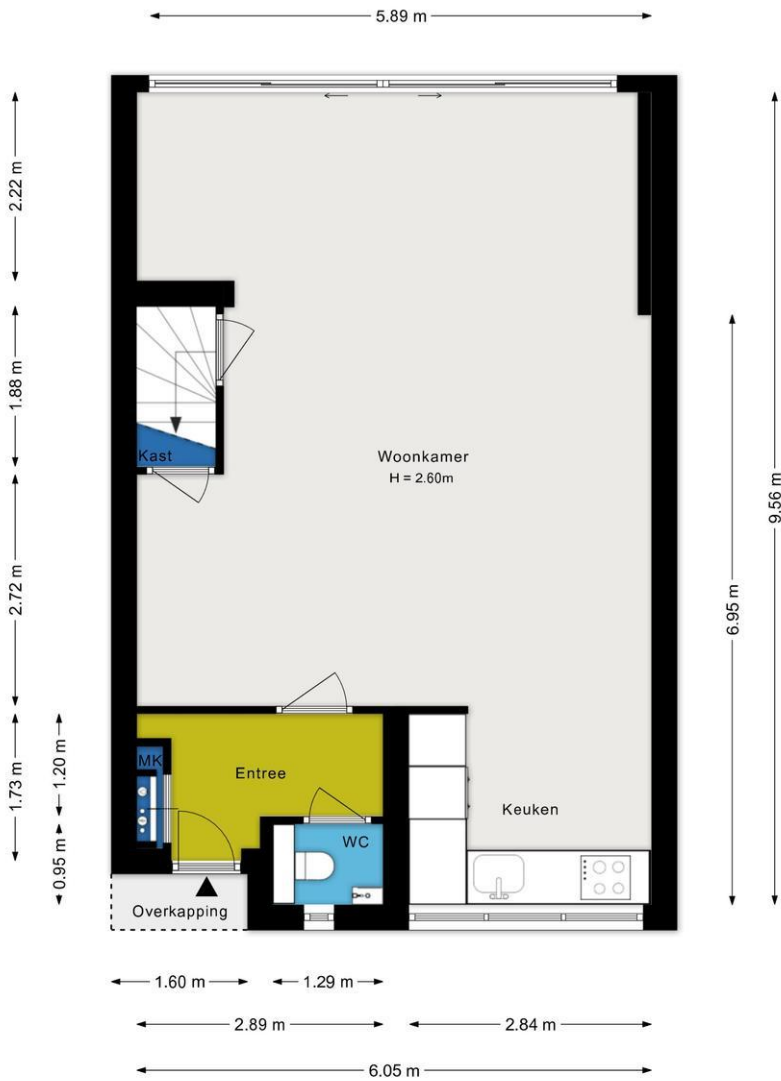 5.89 m
2.22 m
1.88 m
Kast
Woonkamer
H = 2.60m
9.56 m
2.72 m
6.95 m
1.73 m
1.20 m
MK
Entree
Keuken
WC
0.95 m
Overkapping
1.60 m
1.29 m
2.89 m
2.84 m
6.05 m